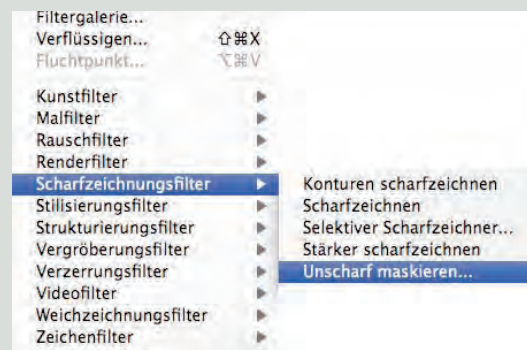 Filtergalerie...
Verflüssigen... ⇧⌘X
Fluchtpunkt... ⌥⌘V
Kunstfilter
Malfilter
Rauschfilter
Renderfilter
Scharfzeichnungsfilter
Stilisierungsfilter
Strukturierungsfilter
Vergröberungsfilter
Verzerrungsfilter
Videofilter
Weichzeichnungsfilter
Zeichenfilter
Konturen scharfzeichnen
Scharfzeichnen
Selektiver Scharfzeichner...
Stärker scharfzeichnen
Unscharf maskieren...